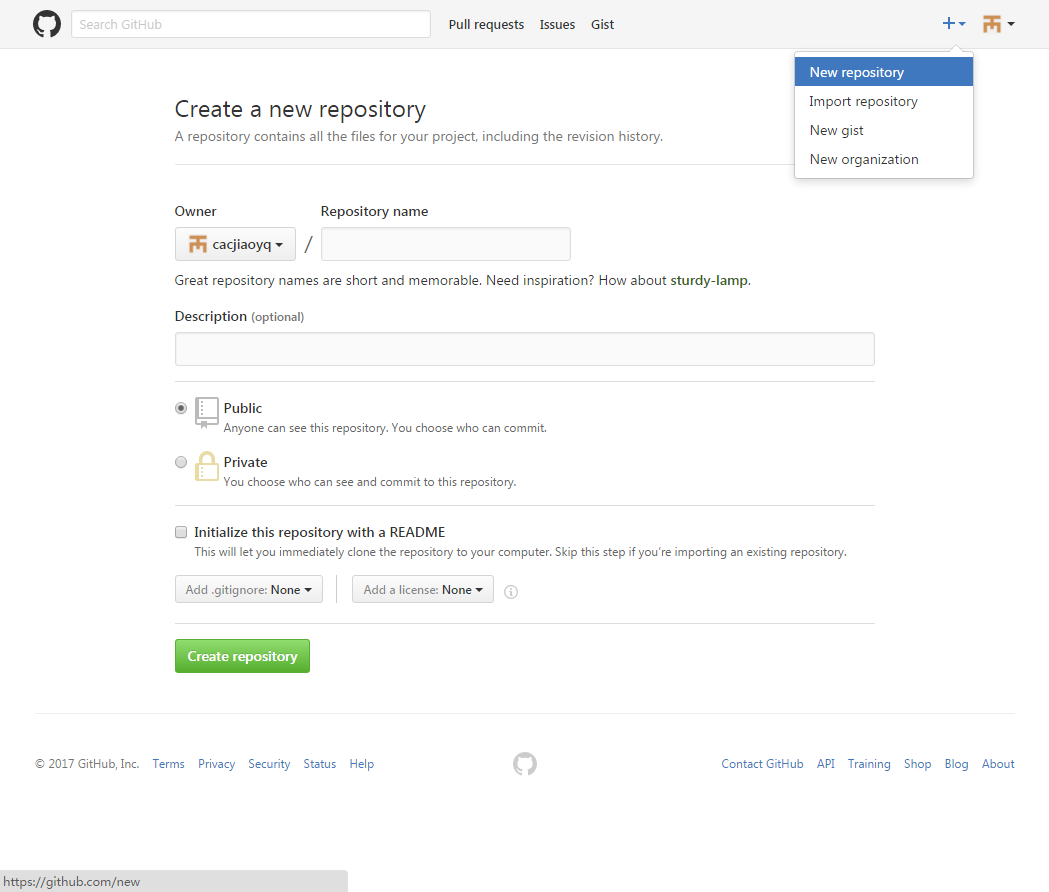 Search GitHub Pull requests Issues Gist
New repository
Import repository
New gist
New organization
Create a new repository
A repository contains all the files for your project, including the revision history.
Owner Repository name
cacjiaoyq /
Great repository names are short and memorable. Need inspiration? How about sturdy-lamp.
Description (optional)
Public
Anyone can see this repository. You choose who can commit.
Private
You choose who can see and commit to this repository.
Initialize this repository with a README
This will let you immediately clone the repository to your computer. Skip this step if you’re importing an existing repository.
Add .gitignore: None Add a license: None
Create repository
© 2017 GitHub, Inc. Terms Privacy Security Status Help Contact GitHub API Training Shop Blog About
https://github.com/new